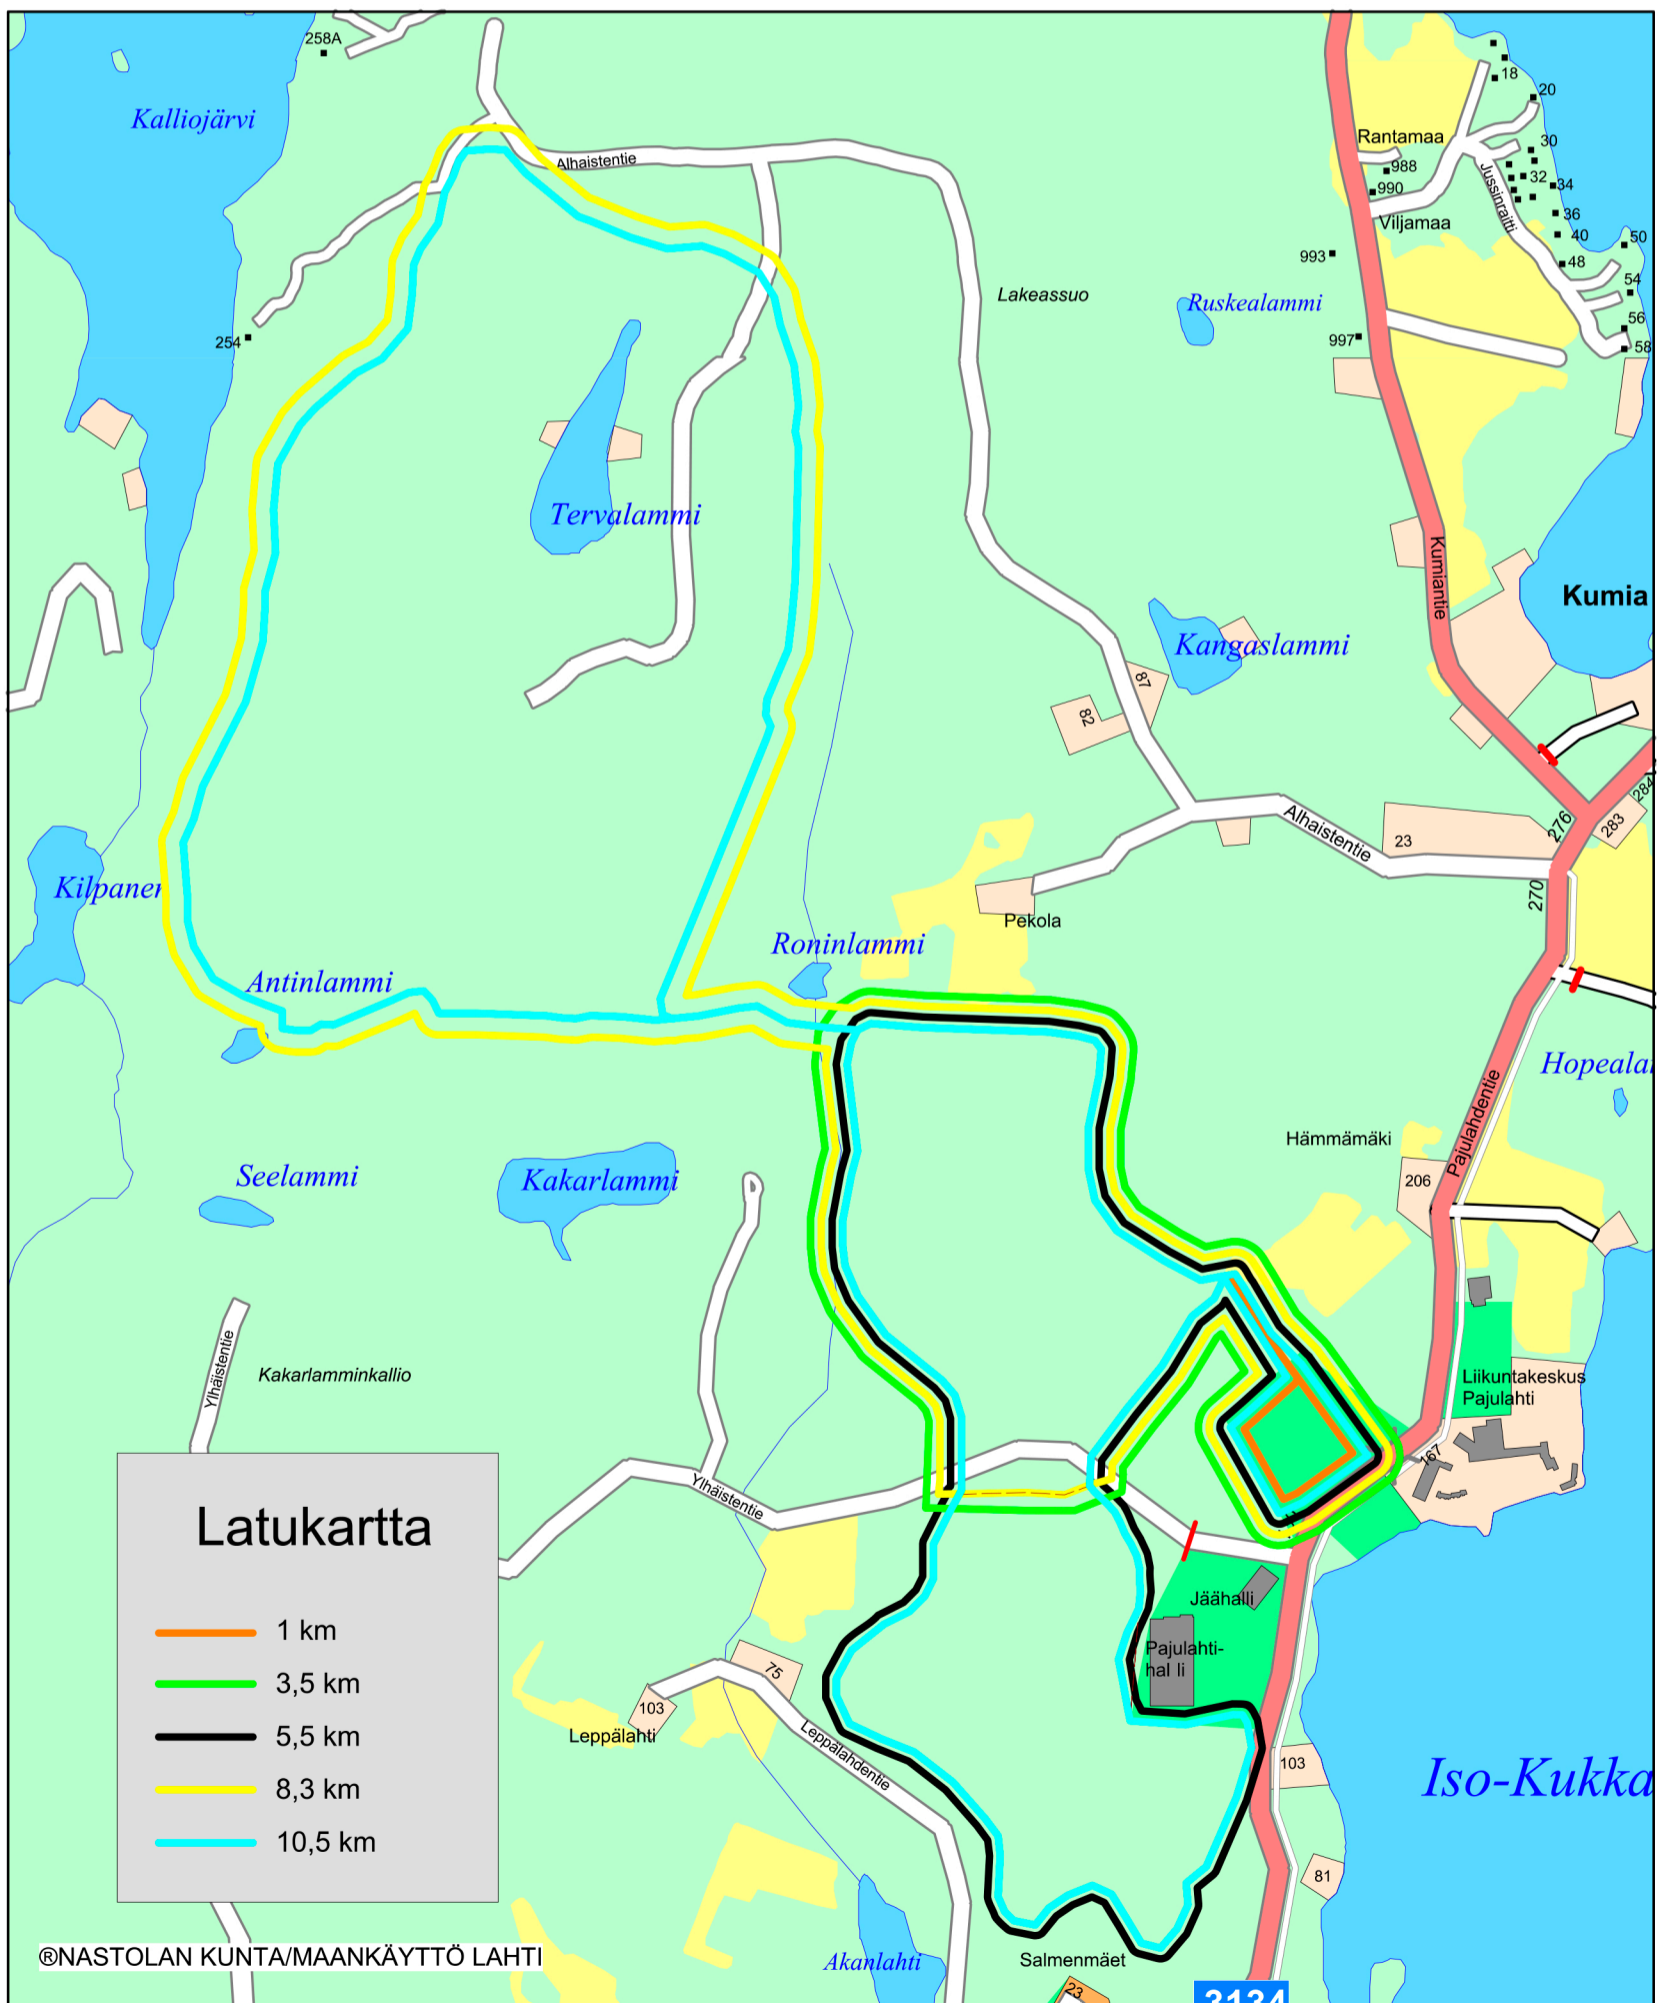 258A
Kalliojärvi
18
20
Rantamaa
30
988
32
34
990
Jussinraitti
Viljamaa
36
40
50
48
993
54
Alhaistentie
Lakeassuo
Ruskealammi
56
58
997
254
Tervalammi
Kumiantie
Kumia
Kangaslammi
87
82
284
Alhaistentie
23
276
283
270
Kilpanen
Pekola
Roninlammi
Antinlammi
Hopeala
Pajulahdentie
Hämmämäki
206
Seelammi
Kakarlammi
Ylhäistentie
Kakarlamminkallio
Liikuntakeskus
Pajulahti
167
Ylhäistentie
Latukartta
1 km
3,5 km
5,5 km
8,3 km
10,5 km
Jäähalli
Pajulahti-
hal li
75
103
Leppälahti
Leppälahdentie
103
Iso-Kukka
81
®NASTOLAN KUNTA/MAANKÄYTTÖ LAHTI
Akanlahti
Salmenmäet
23
3134